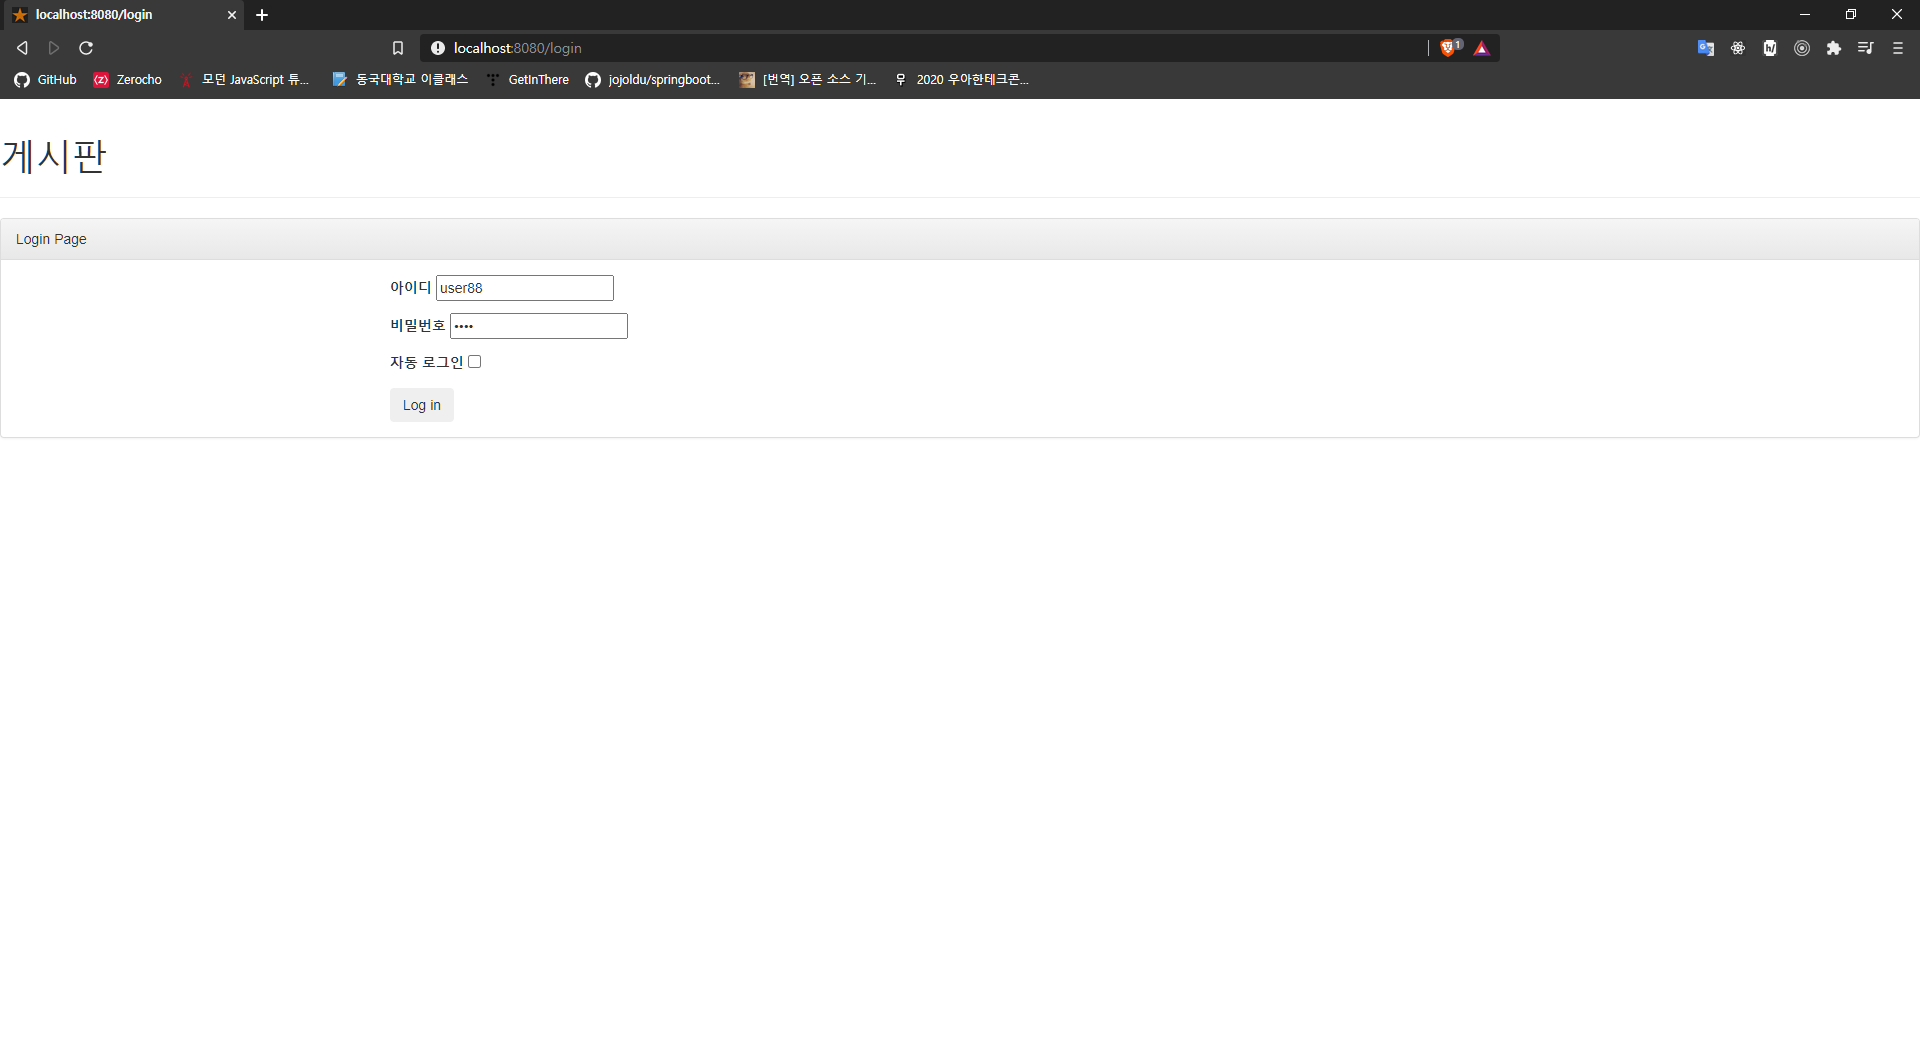 localhost:8080/login
localhost:8080/login
1
GitHub Zerocho 모던 JavaScript 튜... 동국대학교 이클래스 GetInThere jojoldu/springboot... [번역] 오픈 소스 기... 2020 우아한테크콘...
게시판
Login Page
아이디 user88
비밀번호 ••••
자동 로그인
Log in